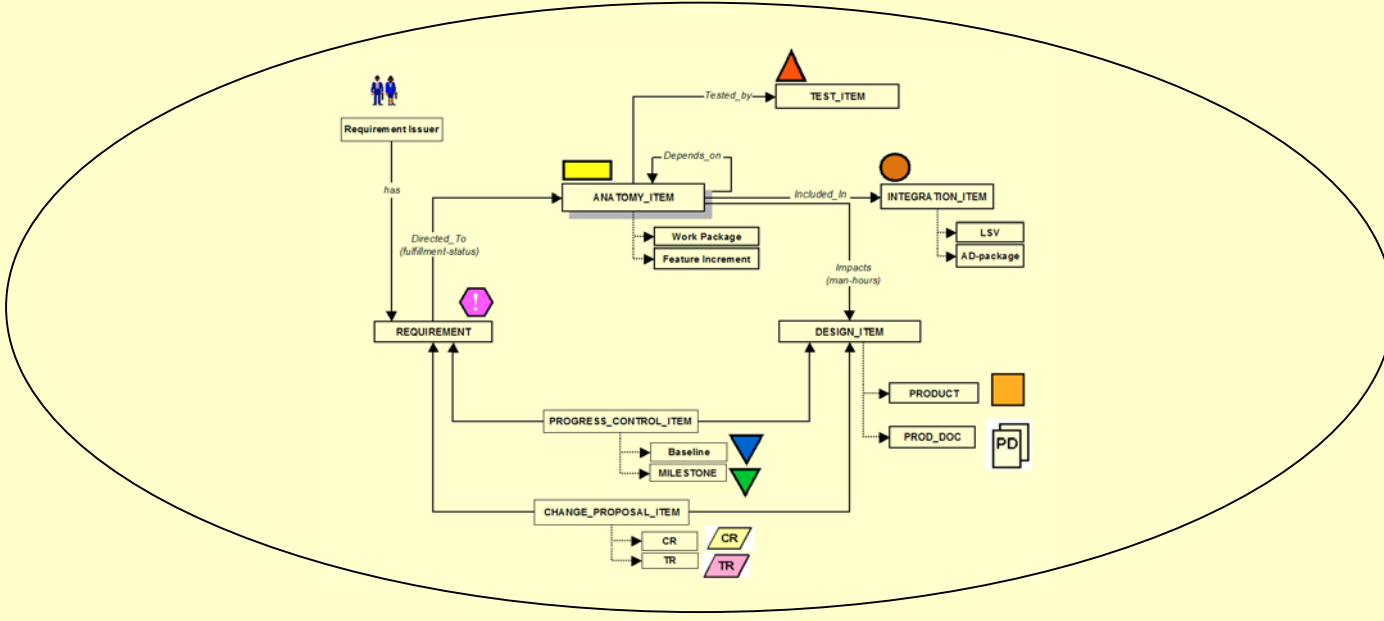 TEST_ITEM
Tested_by
Requirement Issuer
Depends_on
has
ANATOMY_ITEM
Included_In
INTEGRATION_ITEM
Work Package
LSV
Directed_To
(fulfillment-status)
Feature Increment
AD-package
Impacts
(man-hours)
!
REQUIREMENT
DESIGN_ITEM
PRODUCT
PROGRESS_CONTROL_ITEM
PROD_DOC
PD
Baseline
MILESTONE
CHANGE_PROPOSAL_ITEM
CR
CR
TR
TR